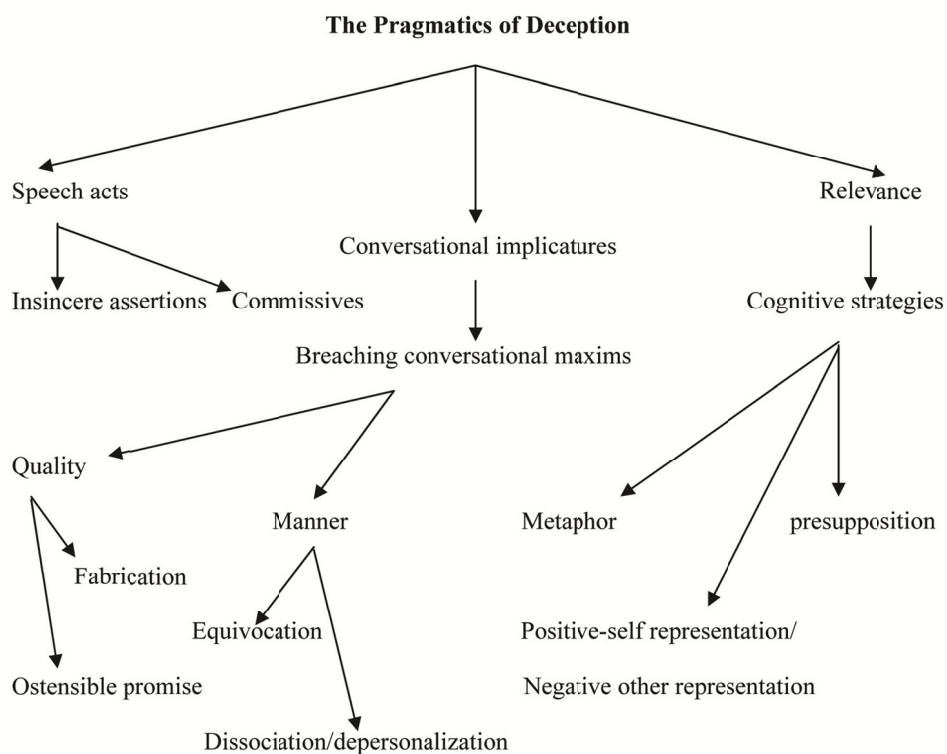 The Pragmatics of Deception
Speech acts
Relevance
Conversational implicatures
Insincere assertions
Commissives
Cognitive strategies
Breaching conversational maxims
Quality
Manner
Metaphor
presupposition
Fabrication
Equivocation
Positive-self representation/
Ostensible promise
Negative other representation
Dissociation/depersonalization